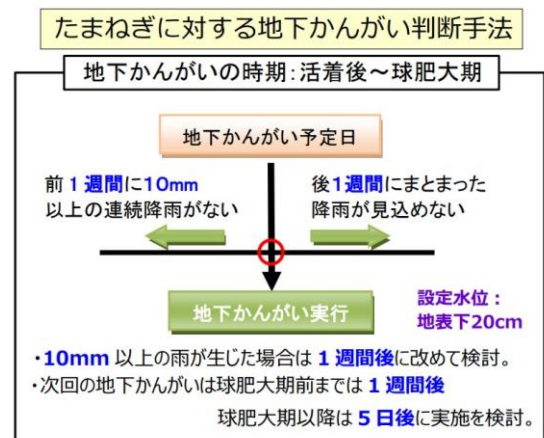 たまねぎに対する地下かんがい判断手法
地下かんがいの時期：活着後～球肥大期
地下かんがい予定日
前1週間に10mm
以上の連続降雨がない
後1週間にまとまった
降雨が見込めない
地下かんがい実行
設定水位：
地表下20cm
・10mm 以上の雨が生じた場合は 1 週間後に改めて検討。
・次回の地下かんがいは球肥大期前までは 1 週間後
球肥大期以降は 5 日後に実施を検討。